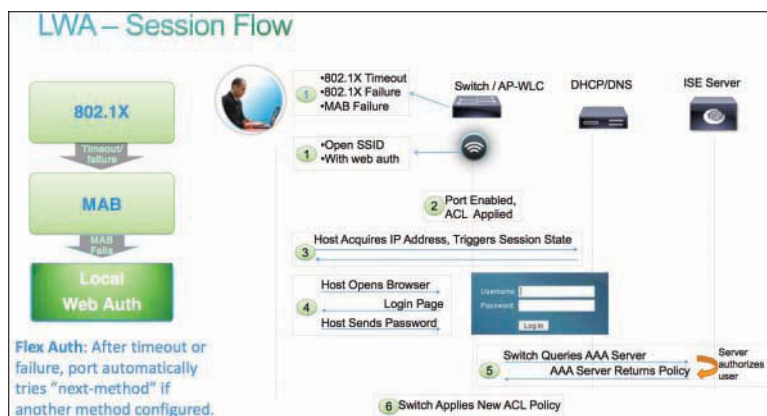 LWA – Session Flow
802.1X
Timeout/
failure
MAB
MAB
Fails
Local
Web Auth
Flex Auth: After timeout or
failure, port automatically
tries "next-method" if
another method configured.
1
•802.1X Timeout
•802.1X Failure
•MAB Failure
Switch / AP-WLC
DHCP/DNS
ISE Server
1
•Open SSID
•With web auth
2
Port Enabled,
ACL Applied
3
Host Acquires IP Address, Triggers Session State
4
Host Opens Browser
Login Page
Host Sends Password
Username:
Password:
Log In
5
Switch Queries AAA Server
AAA Server Returns Policy
Server
authorizes
user
6
Switch Applies New ACL Policy